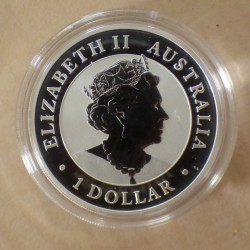 ELIZABETH II AUSTRALIA
· 1 DOLLAR ·